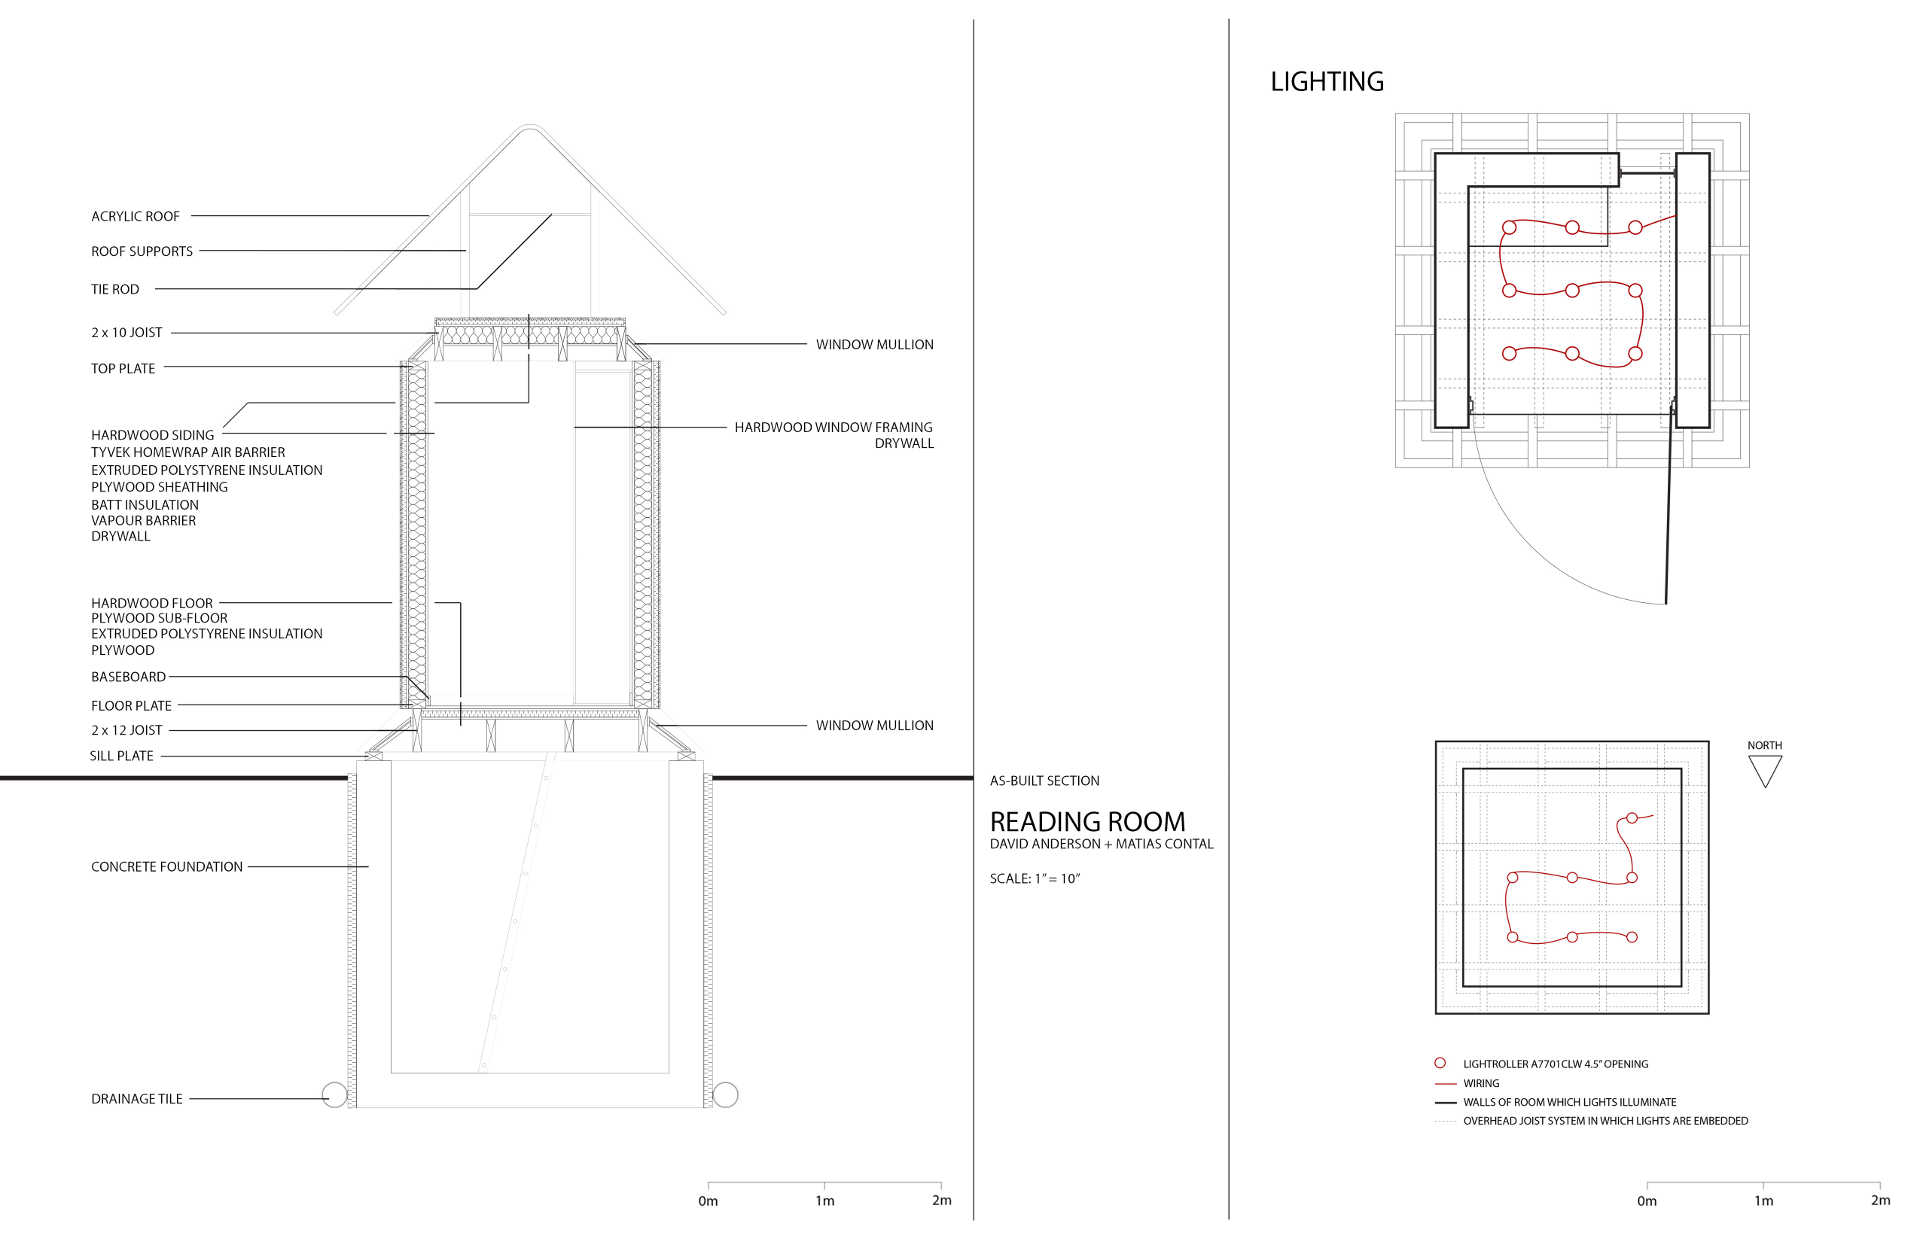 ACRYLIC ROOF
ROOF SUPPORTS
TIE ROD
2 x 10 JOIST
TOP PLATE
HARDWOOD SIDING
TYVEK HOMEWRAP AIR BARRIER
EXTRUDED POLYSTYRENE INSULATION
PLYWOOD SHEATHING
BATT INSULATION
VAPOUR BARRIER
DRYWALL
HARDWOOD FLOOR
PLYWOOD SUB-FLOOR
EXTRUDED POLYSTYRENE INSULATION
PLYWOOD
BASEBOARD
FLOOR PLATE
2 x 12 JOIST
SILL PLATE
CONCRETE FOUNDATION
DRAINAGE TILE
WINDOW MULLION
HARDWOOD WINDOW FRAMING
DRYWALL
WINDOW MULLION
0m 1m 2m
AS-BUILT SECTION
READING ROOM
DAVID ANDERSON + MATIAS CONTAL
SCALE: 1” = 10”
LIGHTING
NORTH
LIGHTROLLER A7701CLW 4.5” OPENING
WIRING
WALLS OF ROOM WHICH LIGHTS ILLUMINATE
OVERHEAD JOIST SYSTEM IN WHICH LIGHTS ARE EMBEDDED
0m 1m 2m